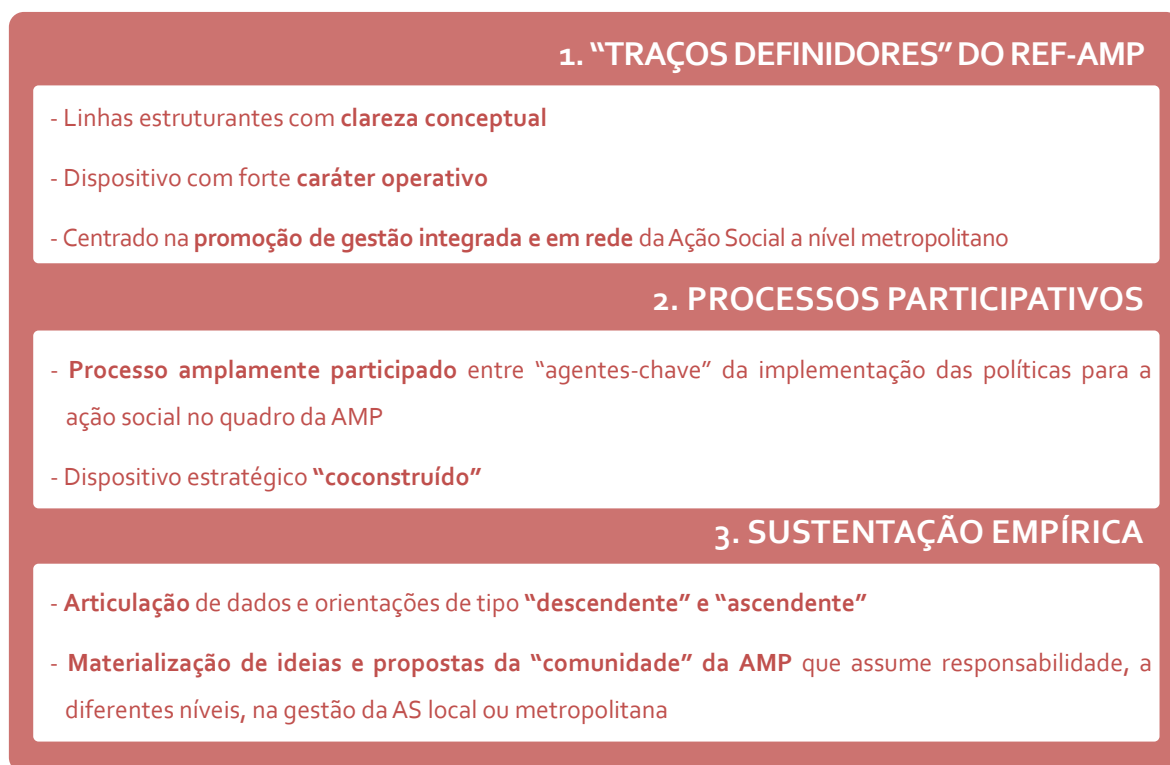 1. “TRAÇOS DEFINIDORES” DO REF-AMP
- Linhas estruturantes com clareza conceptual
- Dispositivo com forte caráter operativo
- Centrado na promoção de gestão integrada e em rede da Ação Social a nível metropolitano
2. PROCESSOS PARTICIPATIVOS
- Processo amplamente participado entre “agentes-chave” da implementação das políticas para a
ação social no quadro da AMP
- Dispositivo estratégico “coconstruído”
3. SUSTENTAÇÃO EMPÍRICA
- Articulação de dados e orientações de tipo “descendente” e “ascendente”
- Materialização de ideias e propostas da “comunidade” da AMP que assume responsabilidade, a
diferentes níveis, na gestão da AS local ou metropolitana